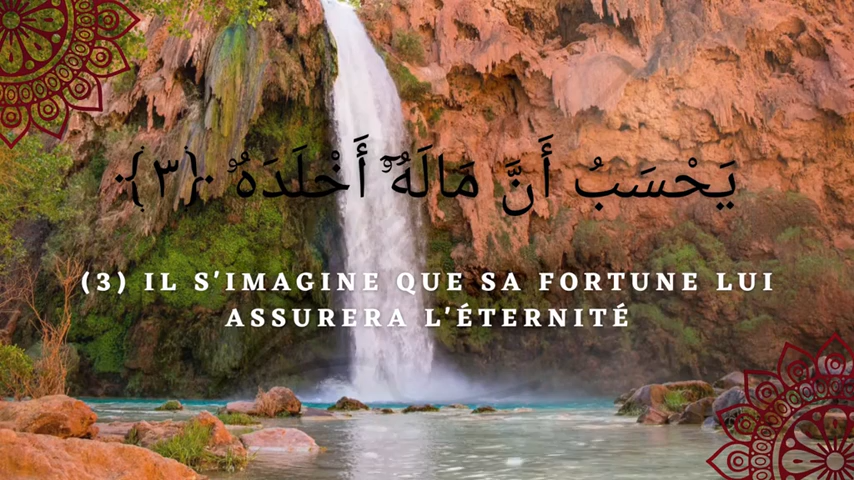 يَحْسَبُ أَنَّ مَالَهُۥٓ أَخْلَدَهُۥ ﴿٣﴾
(3) IL S'IMAGINE QUE SA FORTUNE LUI
ASSURERA L'ÉTERNITÉ